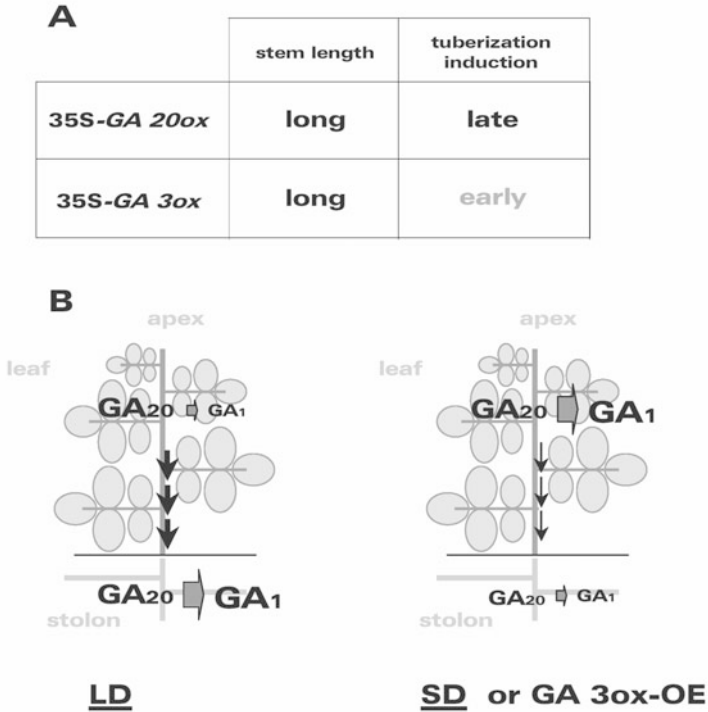 A
stem length
tuberization
induction
35S-GA 20ox
long
late
35S-GA 3ox
long
early
B
apex
leaf
GA20
GA1
GA20
GA1
stolon
LD
apex
leaf
GA20
GA1
GA20
GA1
stolon
SD or GA 3ox-OE